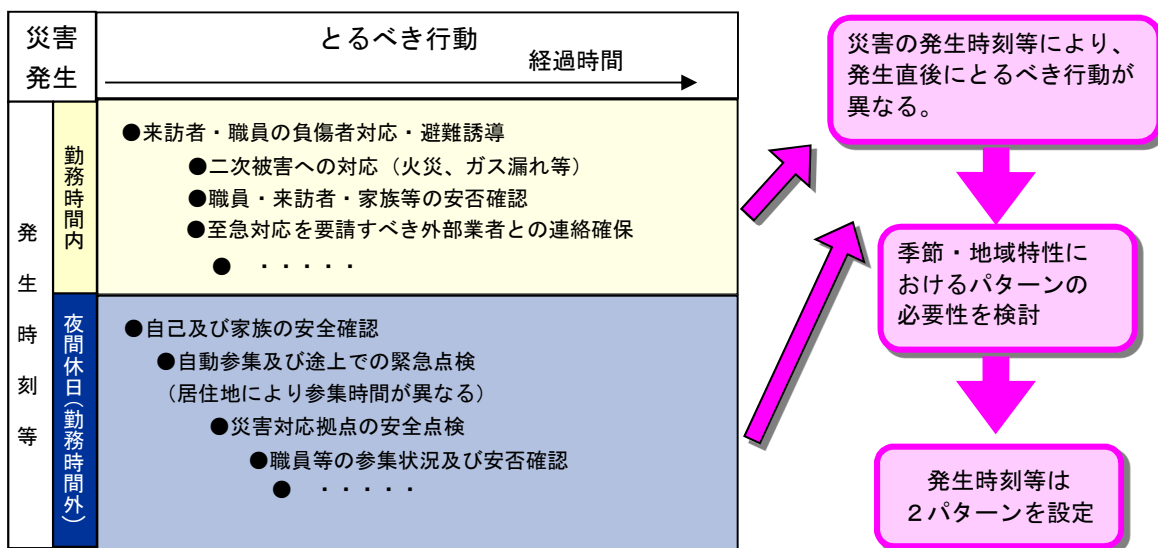 災害
発生
とるべき行動
経過時間
発生時刻等
勤務時間内
●来訪者・職員の負傷者対応・避難誘導
●二次被害への対応（火災、ガス漏れ等）
●職員・来訪者・家族等の安否確認
●至急対応を要請すべき外部業者との連絡確保
● ・・・・・
夜間休日(勤務時間外)
●自己及び家族の安全確認
●自動参集及び途上での緊急点検
（居住地により参集時間が異なる）
●災害対応拠点の安全点検
●職員等の参集状況及び安否確認
● ・・・・・
災害の発生時刻等により、
発生直後にとるべき行動が
異なる。
季節・地域特性に
おけるパターンの
必要性を検討
発生時刻等は
２パターンを設定